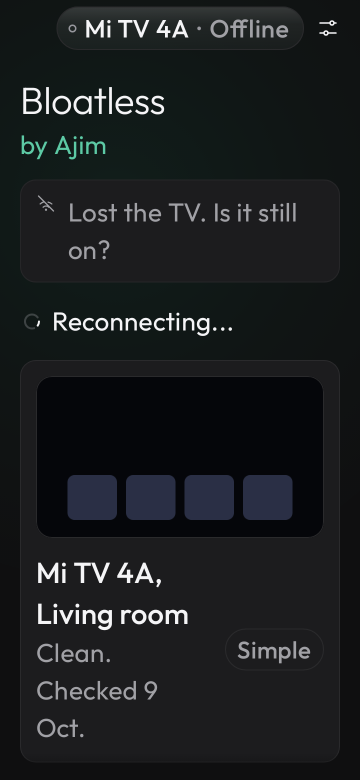 Mi TV 4A · Offline
Bloatless
by Ajim
Lost the TV. Is it still
on?
Reconnecting...
Mi TV 4A,
Living room
Clean.
Checked 9
Oct.
Simple